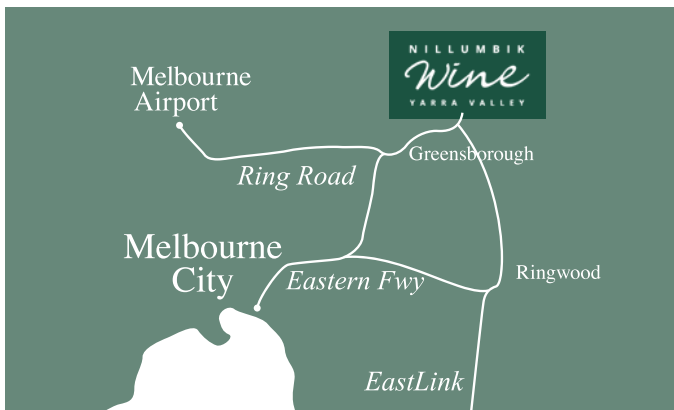 NILLUMBIK
Wine
YARRA VALLEY
Melbourne
Airport
Greensborough
Ring Road
Melbourne
City
Eastern Fwy
Ringwood
EastLink